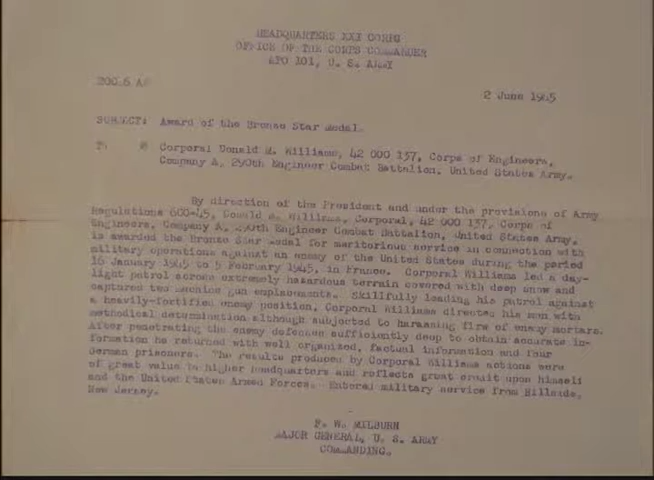 HEADQUARTERS XXI CORPS
OFFICE OF THE CORPS COMMANDER
APO 101, U. S. ARMY
200.6 A
2 June 1945
SUBJECT: Award of the Bronze Star Medal.
Corporal Donald M. Williams, 42 000 137, Corps of Engineers,
Company A, 290th Engineer Combat Battalion, United States Army.
By direction of the President and under the provisions of Army
Regulations 600-45, Donald M. Williams, Corporal, 42 000 137, Corps of
Engineers, Company A, 290th Engineer Combat Battalion, United States Army,
is awarded the Bronze Star Medal for meritorious service in connection with
military operations against an enemy of the United States during the period
16 January 1945 to 5 February 1945, in France. Corporal Williams led a day-
light patrol across extremely hazardous terrain covered with deep snow and
captured two machine gun emplacements. Skillfully leading his patrol against
a heavily-fortified enemy position, Corporal Williams directed his men with
methodical determination although subjected to harassing fire of enemy mortars.
After penetrating the enemy defenses sufficiently deep to obtain accurate in-
formation he returned with well organized, factual information and four
German prisoners. The results produced by Corporal Williams actions were
of great value to higher headquarters and reflects great credit upon himself
and the United States Armed Forces. Entered military service from Hillside,
New Jersey.
F. W. MILBURN
MAJOR GENERAL, U. S. ARMY
COMMANDING.